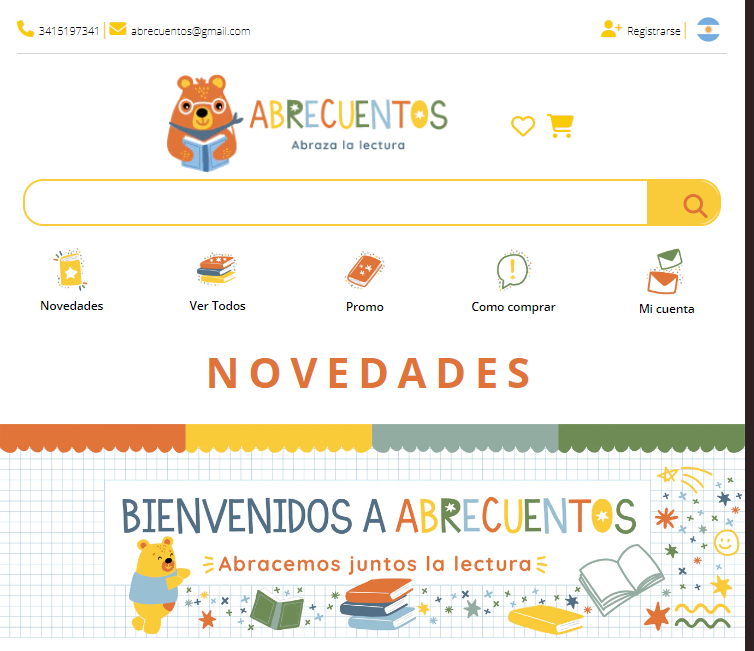 3415197341 | abrecuentos@gmail.com
Registrarse |
ABRECUENTOS
Abraza la lectura
Novedades
Ver Todos
Promo
Como comprar
Mi cuenta
NOVEDADES
BIENVENIDOS A ABRECUENTOS
Abracemos juntos la lectura